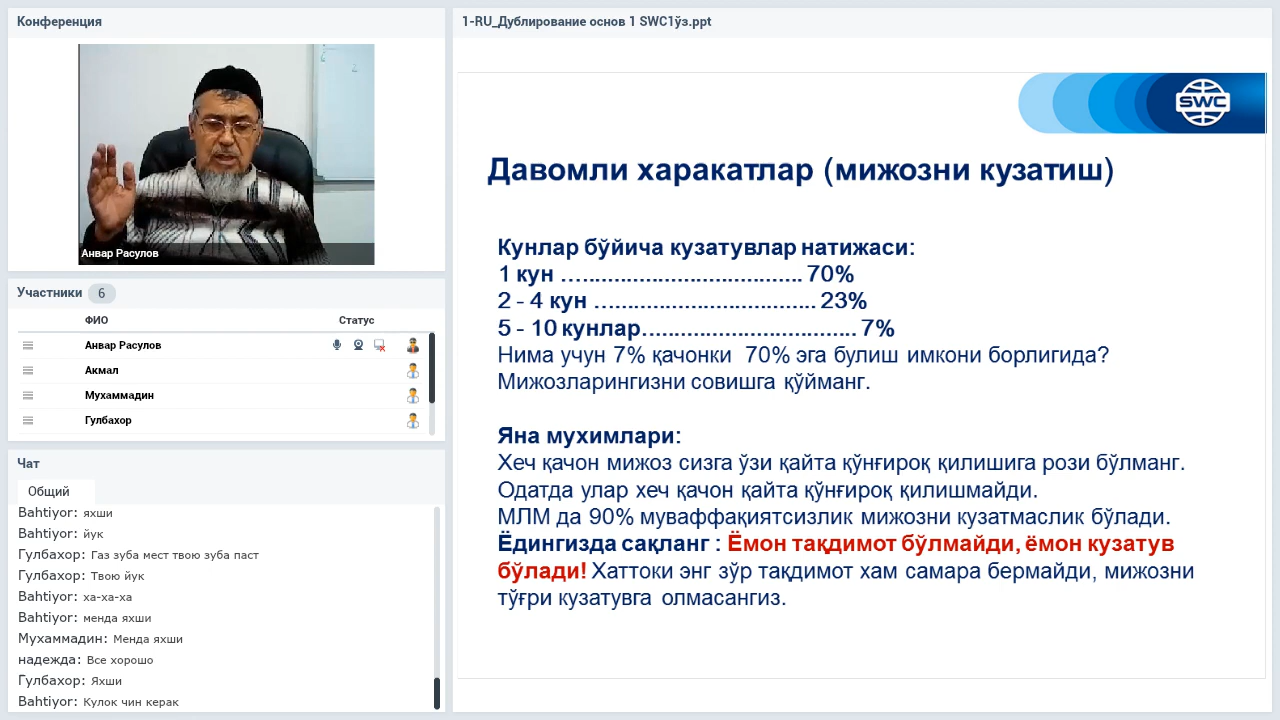 Конференция
Анвар Расулов
Участники 6
ФИО Статус
Анвар Расулов
Акмал
Мухаммадин
Гулбахор
Чат
Общий
Bahtiyor: яхши
Bahtiyor: йук
Гулбахор: Газ зуба мест твою зуба паст
Гулбахор: Твою йук
Bahtiyor: ха-ха-ха
Bahtiyor: менда яхши
Мухаммадин: Менда яхши
надежда: Все хорошо
Гулбахор: Яхши
Bahtiyor: Кулок чин керак
1-RU_Дублирование основ 1 SWC1ўз.ppt
SWC
Давомли харакатлар (мижозни кузатиш)
Кунлар бўйича кузатувлар натижаси:
1 кун …................................. 70%
2 - 4 кун .................................. 23%
5 - 10 кунлар................................. 7%
Нима учун 7% қачонки 70% эга булиш имкони борлигида?
Мижозларингизни совишга қўйманг.
Яна мухимлари:
Хеч қачон мижоз сизга ўзи қайта қўнғироқ қилишига рози бўлманг.
Одатда улар хеч қачон қайта қўнғироқ қилишмайди.
МЛМ да 90% муваффақиятсизлик мижозни кузатмаслик бўлади.
Ёдингизда сақланг : Ёмон тақдимот бўлмайди, ёмон кузатув
бўлади! Хаттоки энг зўр тақдимот хам самара бермайди, мижозни
тўғри кузатувга олмасангиз.